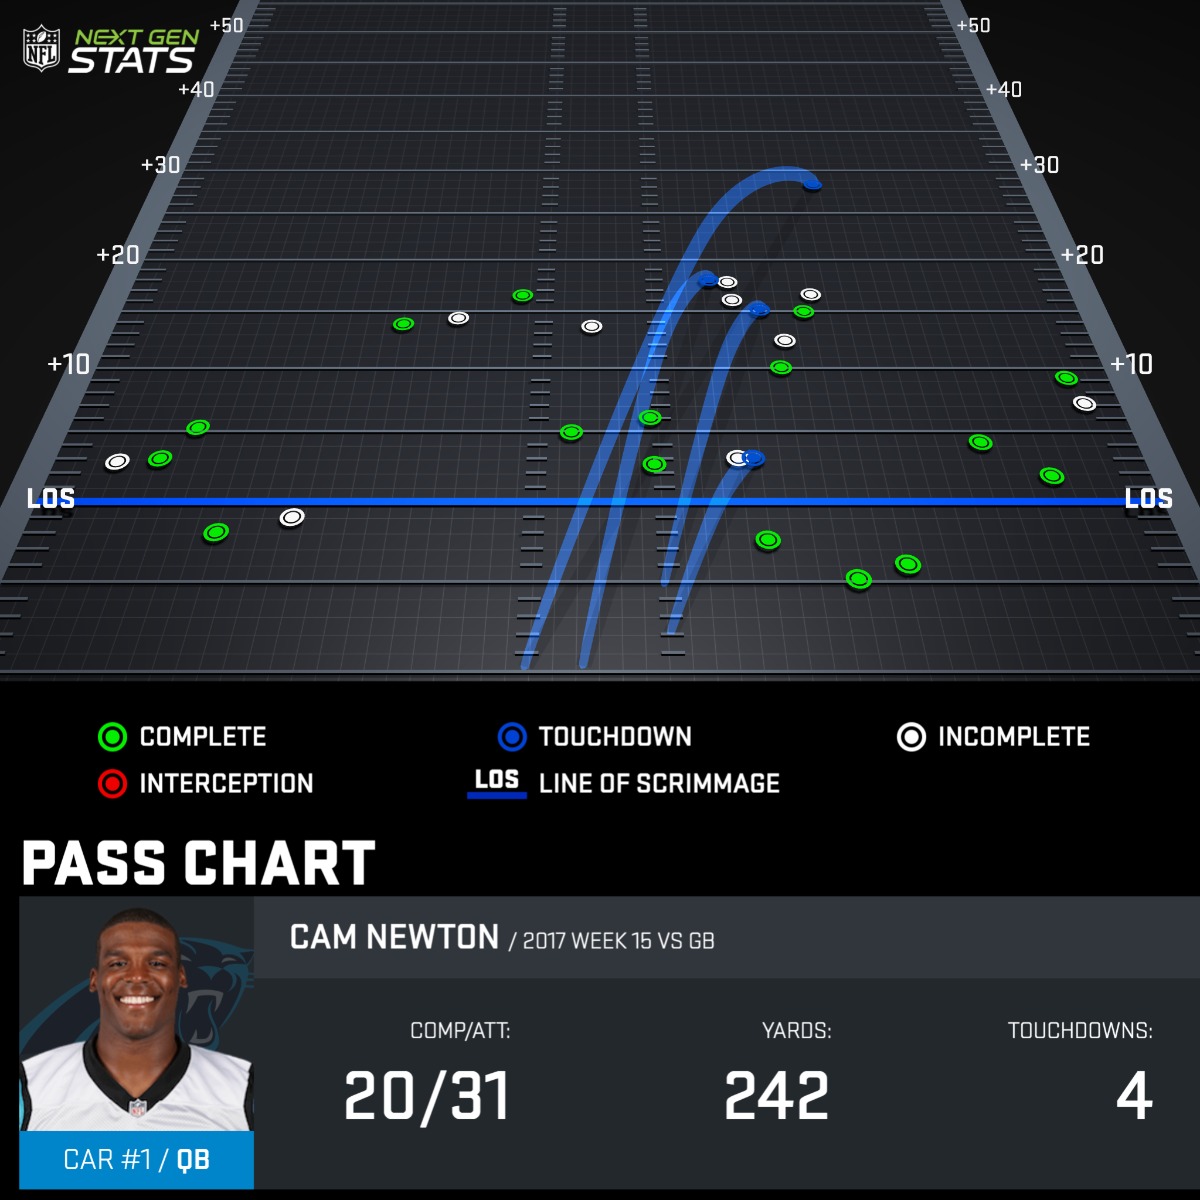 NFL
NEXT GEN
STATS
+50 +50
+40 +40
+30 +30
+20 +20
+10 +10
LOS LOS
COMPLETE TOUCHDOWN INCOMPLETE
INTERCEPTION LOS LINE OF SCRIMMAGE
PASS CHART
CAM NEWTON / 2017 WEEK 15 VS GB
COMP/ATT: YARDS: TOUCHDOWNS:
20/31 242 4
CAR #1 / QB